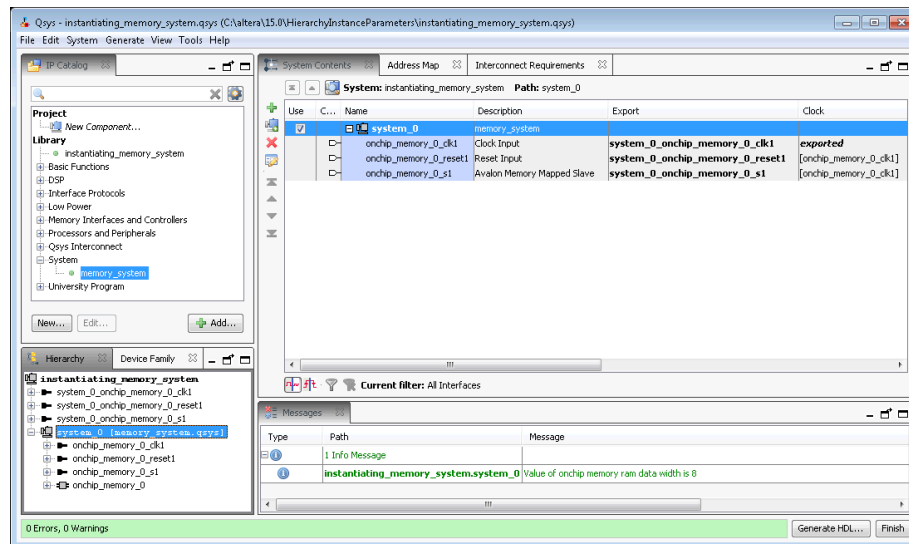 Qsys - instantiating_memory_system.qsys (C:\altera\15.0\HierarchyInstanceParameters\instantiating_memory_system.qsys)
File Edit System Generate View Tools Help
IP Catalog
Project
New Component...
Library
instantiating_memory_system
Basic Functions
DSP
Interface Protocols
Low Power
Memory Interfaces and Controllers
Processors and Peripherals
Qsys Interconnect
System
memory_system
University Program
New... Edit... Add...
Hierarchy Device Family
instantiating_memory_system
system_0_onchip_memory_0_clk1
system_0_onchip_memory_0_reset1
system_0_onchip_memory_0_s1
system_0 [memory_system.qsys]
onchip_memory_0_clk1
onchip_memory_0_reset1
onchip_memory_0_s1
onchip_memory_0
System Contents Address Map Interconnect Requirements
System: instantiating_memory_system Path: system_0
Use C... Name Description Export Clock
system_0 memory_system
onchip_memory_0_clk1 Clock Input system_0_onchip_memory_0_clk1 exported
onchip_memory_0_reset1 Reset Input system_0_onchip_memory_0_reset1 [onchip_memory_0_clk1]
onchip_memory_0_s1 Avalon Memory Mapped Slave system_0_onchip_memory_0_s1 [onchip_memory_0_clk1]
Current filter: All Interfaces
Messages
Type Path Message
1 Info Message
instantiating_memory_system.system_0 Value of onchip memory ram data width is 8
0 Errors, 0 Warnings Generate HDL... Finish